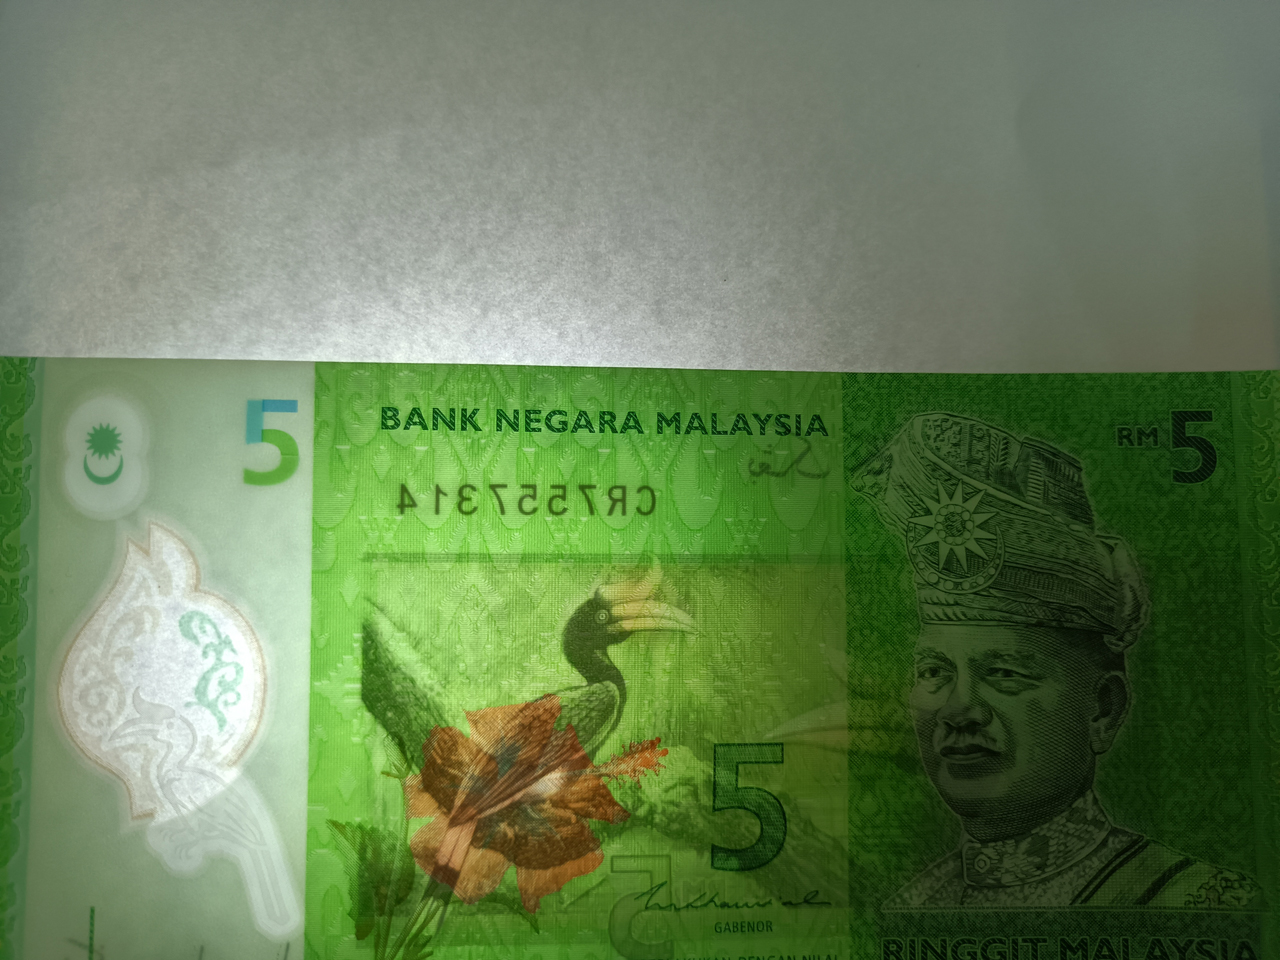 5
BANK NEGARA MALAYSIA
RM 5
CR7557314
5
GABENOR
RINGGIT MALAYSIA